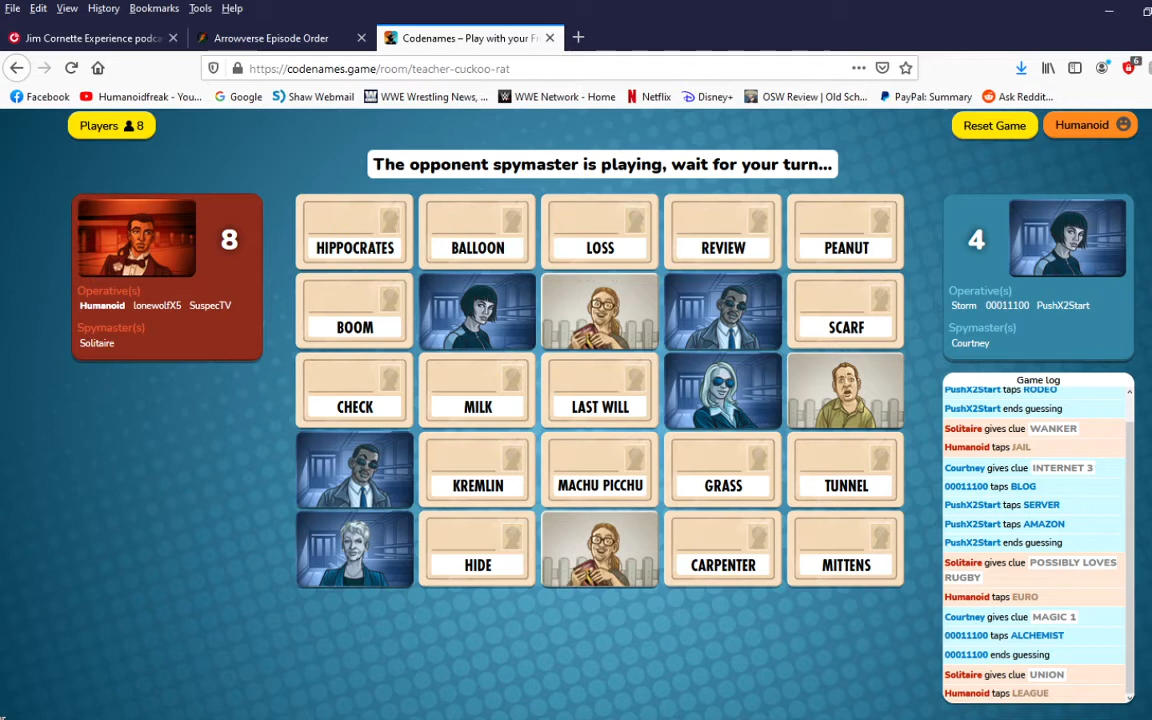 File Edit View History Bookmarks Tools Help
Jim Cornette Experience podca
Arrowverse Episode Order
Codenames – Play with your Fr
https://codenames.game/room/teacher-cuckoo-rat
6
Facebook Humanoidfreak - You... Google Shaw Webmail WWE Wrestling News, ... WWE Network - Home Netflix Disney+ OSW Review | Old Sch... PayPal: Summary Ask Reddit...
Players 8
Reset Game
Humanoid
The opponent spymaster is playing, wait for your turn...
8
Operative(s)
Humanoid lonewolfX5 SuspecTV
Spymaster(s)
Solitaire
HIPPOCRATES BALLOON LOSS REVIEW PEANUT
BOOM SCARF
CHECK MILK LAST WILL
KREMLIN MACHU PICCHU GRASS TUNNEL
HIDE CARPENTER MITTENS
4
Operative(s)
Storm 00011100 PushX2Start
Spymaster(s)
Courtney
Game log
PushX2Start taps RODEO
PushX2Start ends guessing
Solitaire gives clue WANKER
Humanoid taps JAIL
Courtney gives clue INTERNET 3
00011100 taps BLOG
PushX2Start taps SERVER
PushX2Start taps AMAZON
PushX2Start ends guessing
Solitaire gives clue POSSIBLY LOVES
RUGBY
Humanoid taps EURO
Courtney gives clue MAGIC 1
00011100 taps ALCHEMIST
00011100 ends guessing
Solitaire gives clue UNION
Humanoid taps LEAGUE